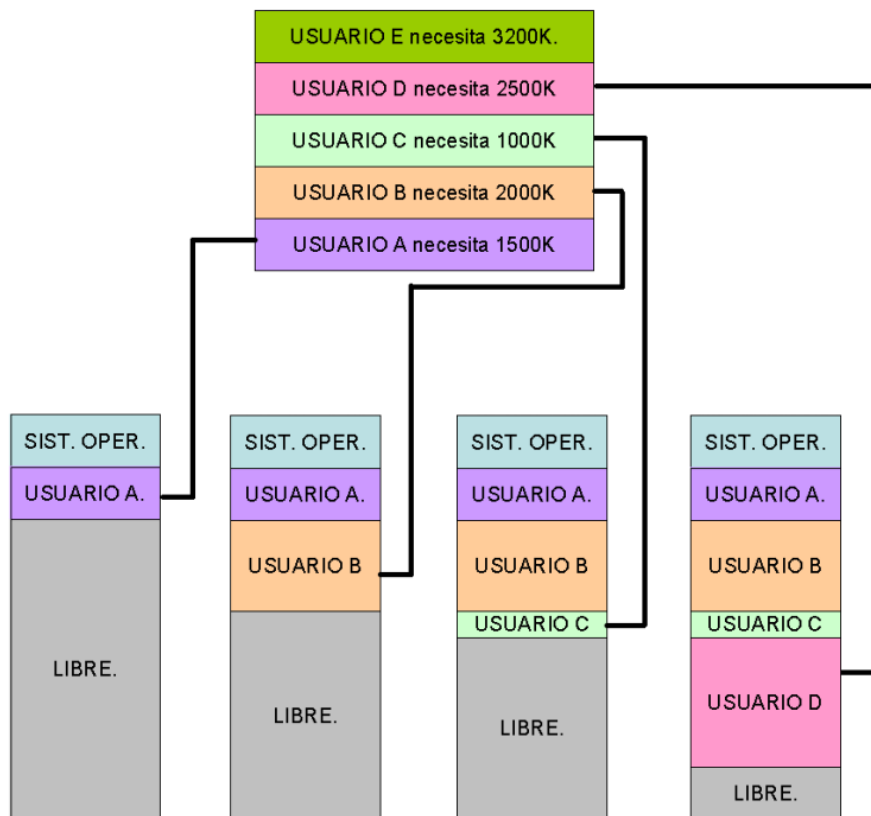 USUARIO E necesita 3200K.
USUARIO D necesita 2500K
USUARIO C necesita 1000K
USUARIO B necesita 2000K
USUARIO A necesita 1500K
SIST. OPER.
USUARIO A.
LIBRE.
SIST. OPER.
USUARIO A.
USUARIO B
LIBRE.
SIST. OPER.
USUARIO A.
USUARIO B
USUARIO C
LIBRE.
SIST. OPER.
USUARIO A.
USUARIO B
USUARIO C
USUARIO D
LIBRE.